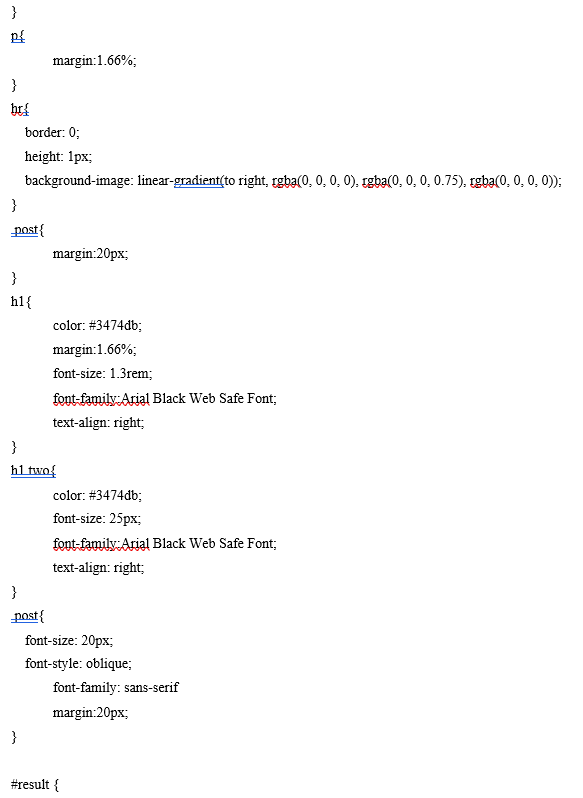 }
p{
margin:1.66%;
}
hr{
border: 0;
height: 1px;
background-image: linear-gradient(to right, rgba(0, 0, 0, 0), rgba(0, 0, 0, 0.75), rgba(0, 0, 0, 0));
}
.post{
margin:20px;
}
h1{
color: #3474db;
margin:1.66%;
font-size: 1.3rem;
font-family:Arial Black Web Safe Font;
text-align: right;
}
h1.two{
color: #3474db;
font-size: 25px;
font-family:Arial Black Web Safe Font;
text-align: right;
}
.post{
font-size: 20px;
font-style: oblique;
font-family: sans-serif
margin:20px;
}
#result {